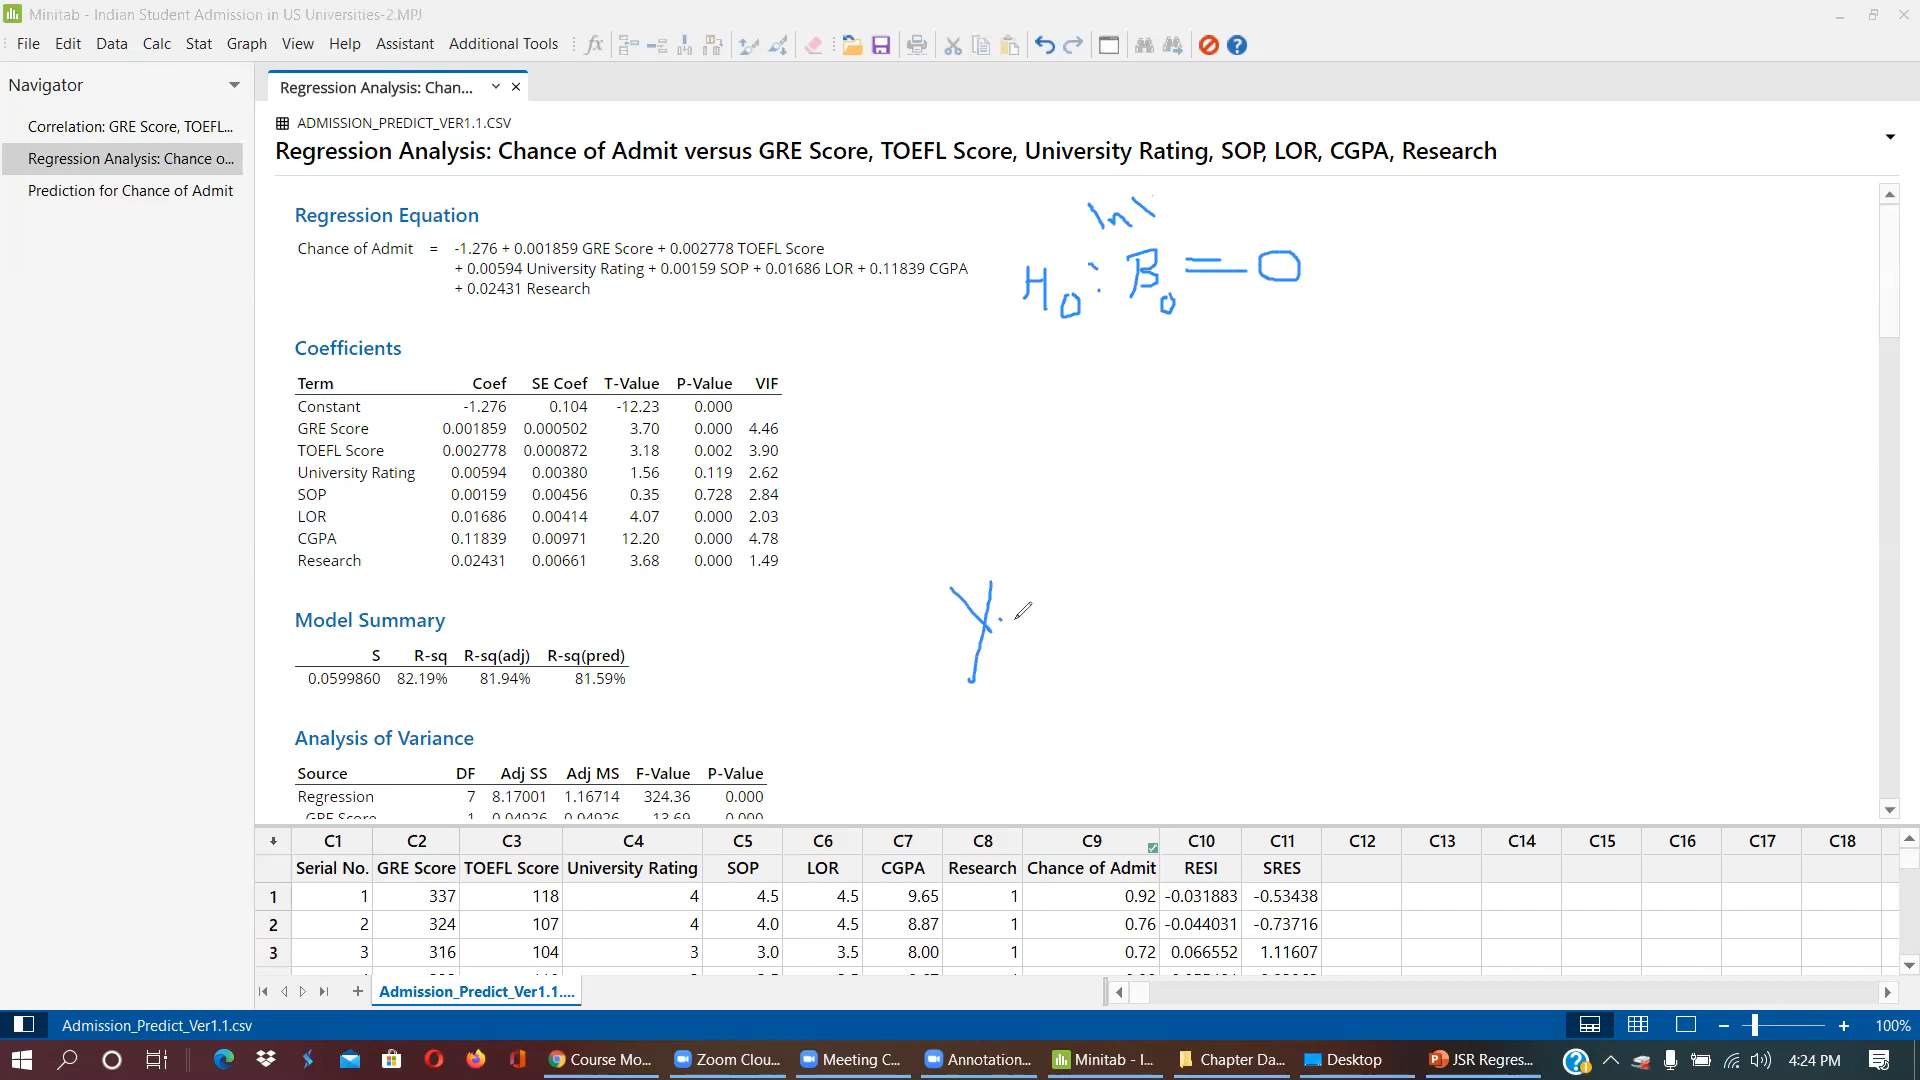 Minitab - Indian Student Admission in US Universities-2.MPJ
File Edit Data Calc Stat Graph View Help Assistant Additional Tools
Navigator
Correlation: GRE Score, TOEFL...
Regression Analysis: Chance o...
Prediction for Chance of Admit
Regression Analysis: Chan...
ADMISSION_PREDICT_VER1.1.CSV
Regression Analysis: Chance of Admit versus GRE Score, TOEFL Score, University Rating, SOP, LOR, CGPA, Research
Regression Equation
Chance of Admit = -1.276 + 0.001859 GRE Score + 0.002778 TOEFL Score
+ 0.00594 University Rating + 0.00159 SOP + 0.01686 LOR + 0.11839 CGPA
+ 0.02431 Research
H0: B0 = 0
Coefficients
Term Coef SE Coef T-Value P-Value VIF
Constant -1.276 0.104 -12.23 0.000
GRE Score 0.001859 0.000502 3.70 0.000 4.46
TOEFL Score 0.002778 0.000872 3.18 0.002 3.90
University Rating 0.00594 0.00380 1.56 0.119 2.62
SOP 0.00159 0.00456 0.35 0.728 2.84
LOR 0.01686 0.00414 4.07 0.000 2.03
CGPA 0.11839 0.00971 12.20 0.000 4.78
Research 0.02431 0.00661 3.68 0.000 1.49
Y
Model Summary
S R-sq R-sq(adj) R-sq(pred)
0.0599860 82.19% 81.94% 81.59%
Analysis of Variance
Source DF Adj SS Adj MS F-Value P-Value
Regression 7 8.17001 1.16714 324.36 0.000
GRE Score 1 0.04926 0.04926 13.69 0.000
C1 C2 C3 C4 C5 C6 C7 C8 C9 C10 C11 C12 C13 C14 C15 C16 C17 C18
Serial No. GRE Score TOEFL Score University Rating SOP LOR CGPA Research Chance of Admit RESI SRES
1 1 337 118 4 4.5 4.5 9.65 1 0.92 -0.031883 -0.53438
2 2 324 107 4 4.0 4.5 8.87 1 0.76 -0.044031 -0.73716
3 3 316 104 3 3.0 3.5 8.00 1 0.72 0.066552 1.11607
Admission_Predict_Ver1.1....
Admission_Predict_Ver1.1.csv
100%
Course Mo... Zoom Clou... Meeting C... Annotation... Minitab - I... Chapter Da... Desktop JSR Regres... 4:24 PM